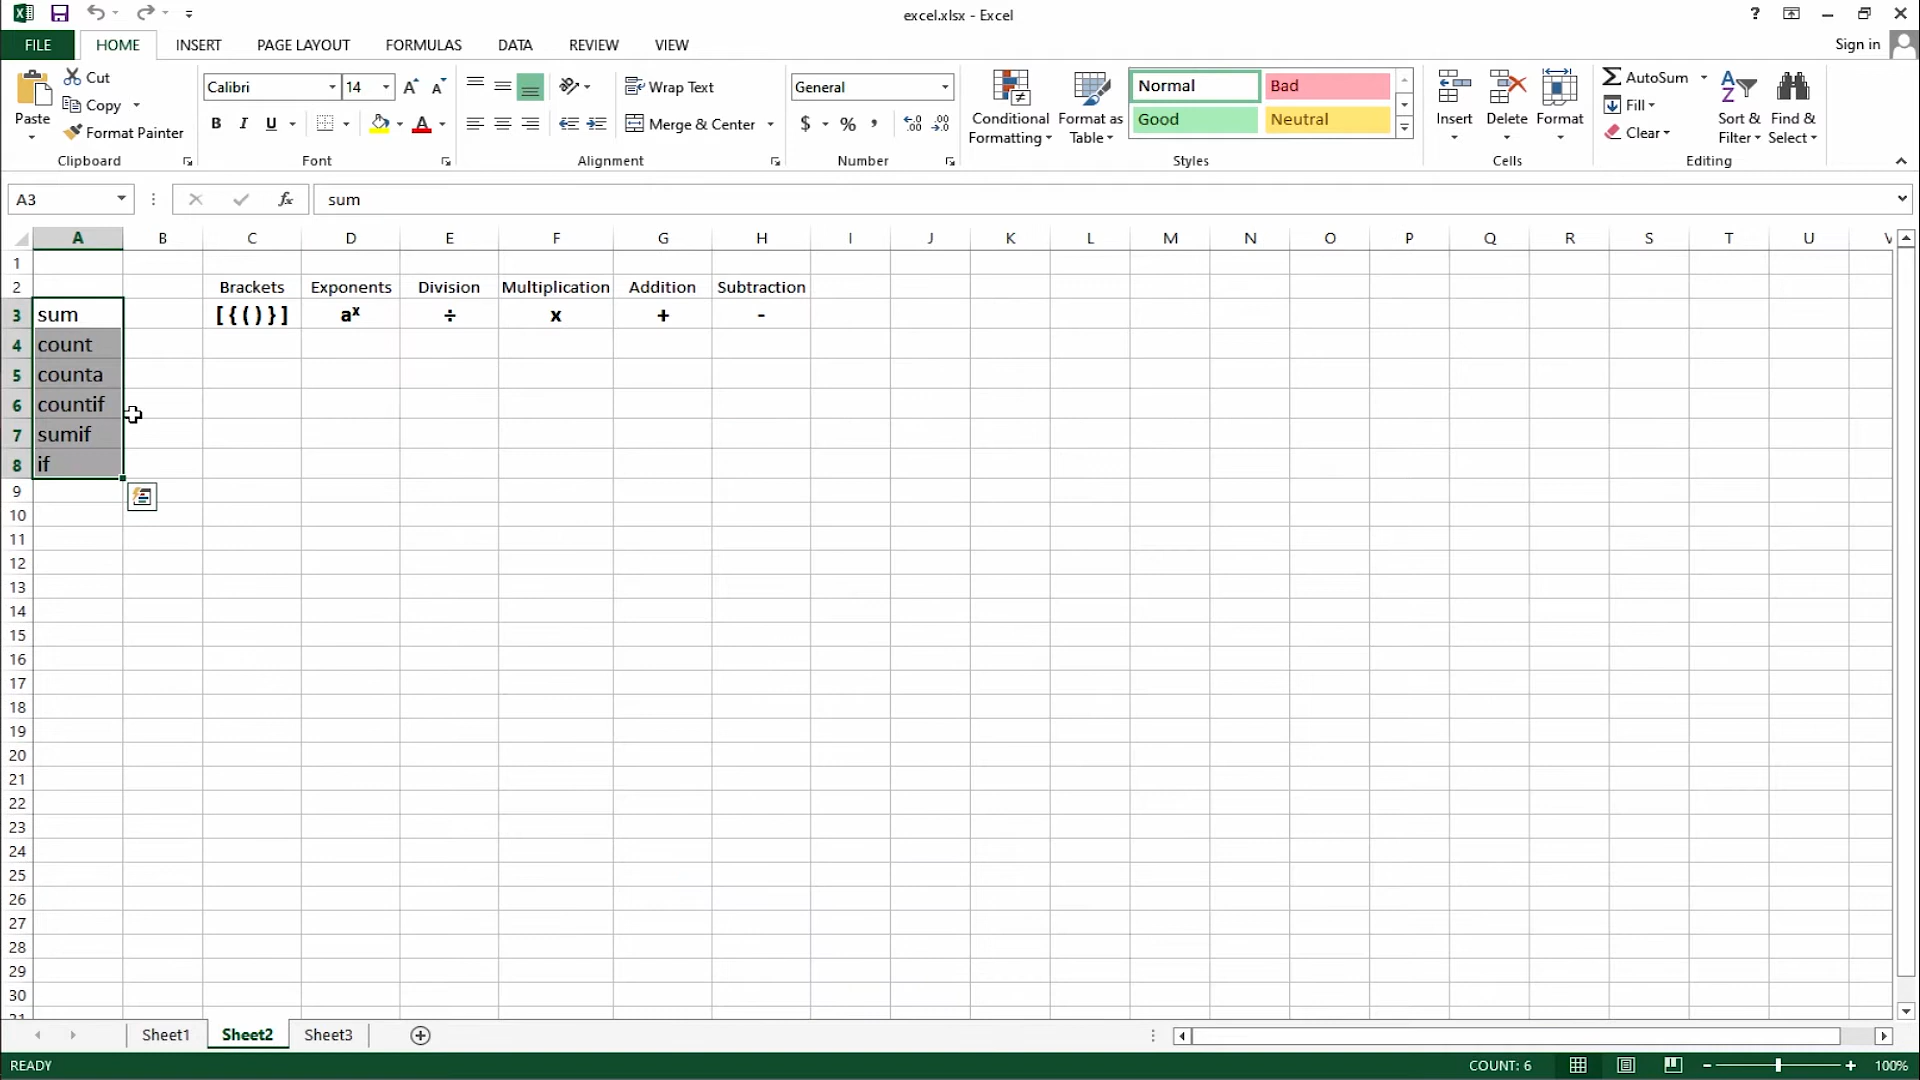 excel.xlsx - Excel
?
FILE HOME INSERT PAGE LAYOUT FORMULAS DATA REVIEW VIEW Sign in
Paste
Cut
Copy
Format Painter
Clipboard
Calibri 14
B I U A
Font
Wrap Text
Merge & Center
Alignment
General
$ % ,
Number
Conditional Formatting
Format as Table
Normal Bad
Good Neutral
Styles
Insert Delete Format
Cells
AutoSum
Fill
Clear
Sort & Filter
Find & Select
Editing
A3 fx sum
A B C D E F G H I J K L M N O P Q R S T U V
1
2 Brackets Exponents Division Multiplication Addition Subtraction
3 sum [ { ( ) } ] aˣ ÷ x + -
4 count
5 counta
6 countif
7 sumif
8 if
9
10
11
12
13
14
15
16
17
18
19
20
21
22
23
24
25
26
27
28
29
30
31
Sheet1 Sheet2 Sheet3
READY COUNT: 6 100%